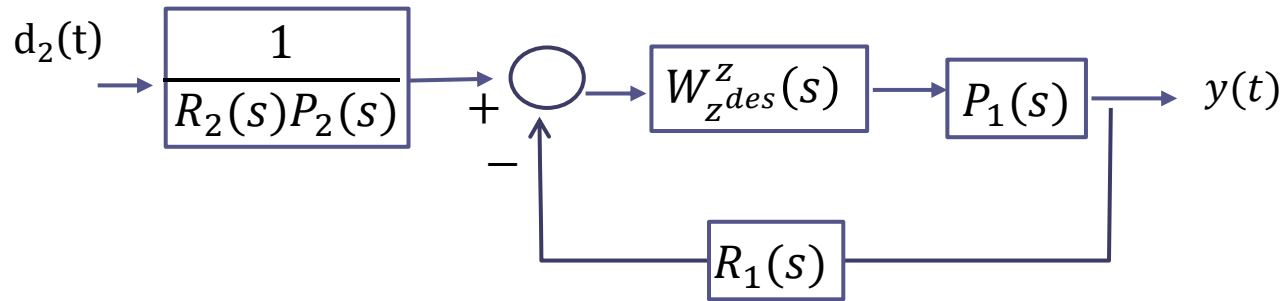 d₂(t)
1
R₂(s)P₂(s)
+
−
W^z_{z^{des}}(s)
P₁(s)
y(t)
R₁(s)